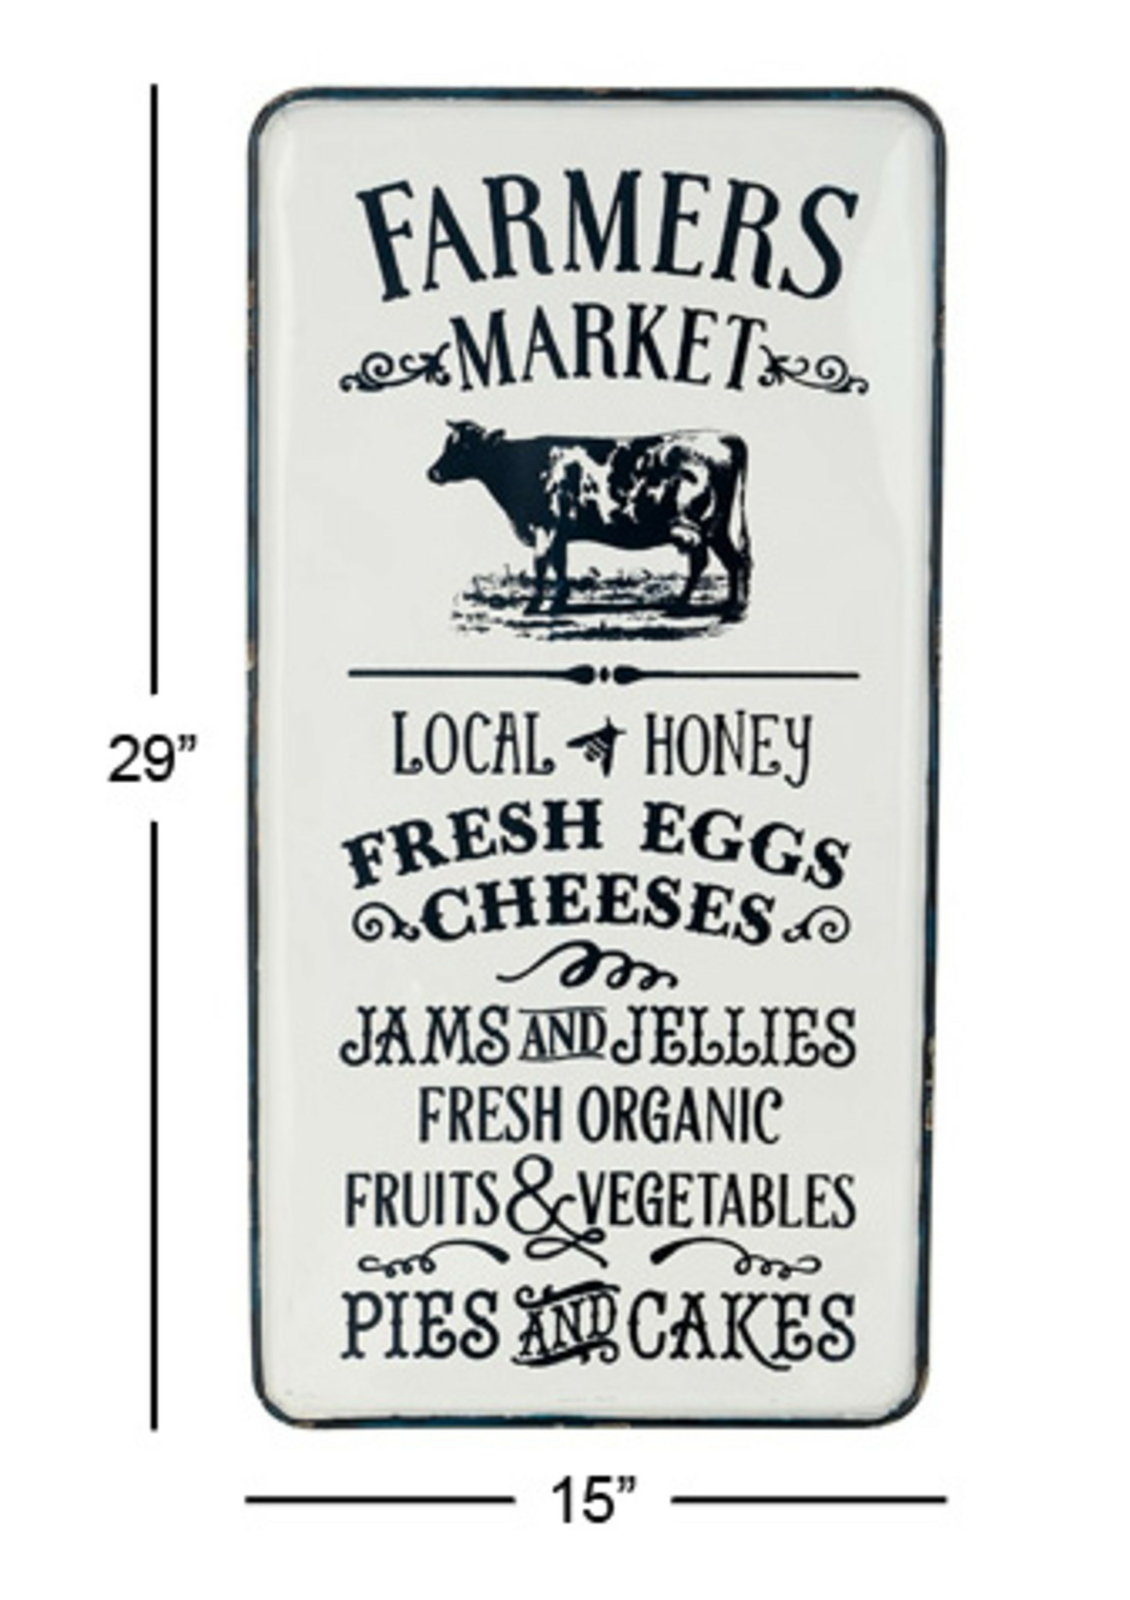 FARMERS
MARKET
LOCAL HONEY
FRESH EGGS
CHEESES
JAMS AND JELLIES
FRESH ORGANIC
FRUITS & VEGETABLES
PIES AND CAKES
29”
15”